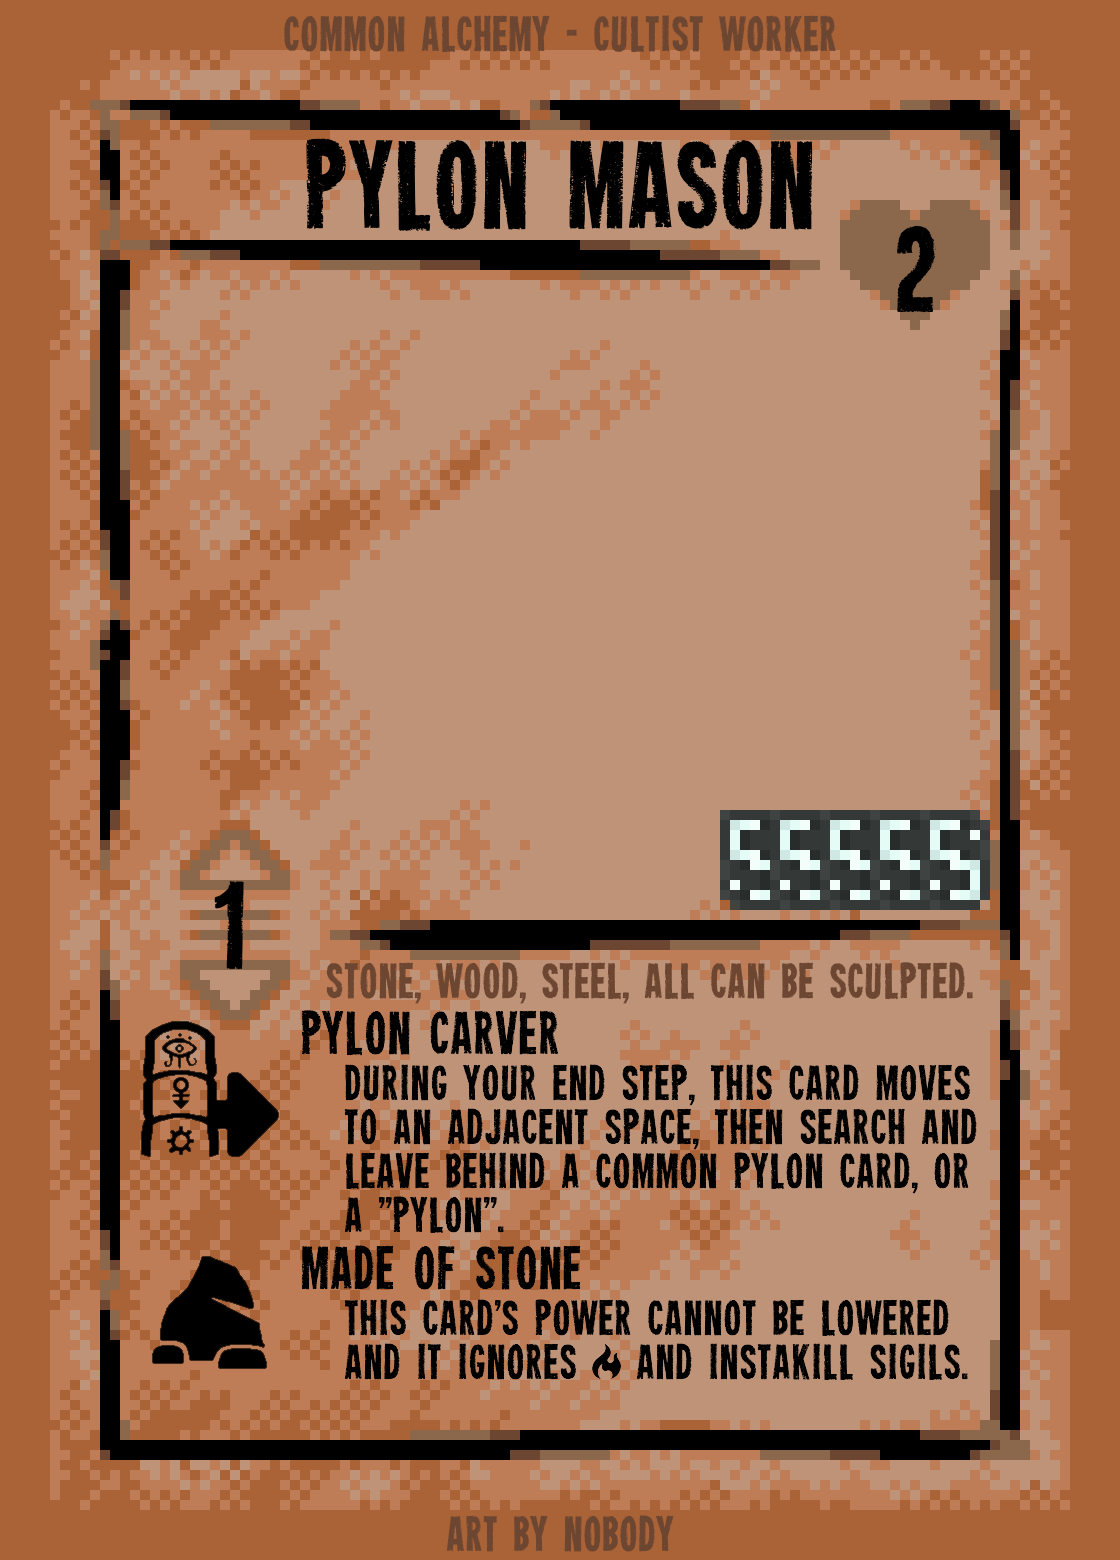 COMMON ALCHEMY - CULTIST WORKER
PYLON MASON
2
1
STONE, WOOD, STEEL, ALL CAN BE SCULPTED.
PYLON CARVER
DURING YOUR END STEP, THIS CARD MOVES
TO AN ADJACENT SPACE, THEN SEARCH AND
LEAVE BEHIND A COMMON PYLON CARD, OR
A "PYLON".
MADE OF STONE
THIS CARD'S POWER CANNOT BE LOWERED
AND IT IGNORES AND INSTAKILL SIGILS.
ART BY NOBODY